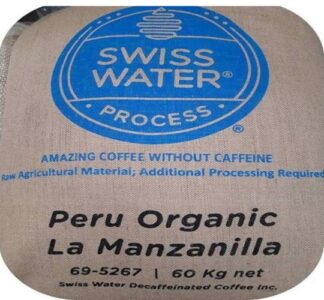 SWISS
WATER®
PROCESS
®
AMAZING COFFEE WITHOUT CAFFEINE
Raw Agricultural Material; Additional Processing Required
Peru Organic
La Manzanilla
69-5267 | 60 Kg net
Swiss Water Decaffeinated Coffee Inc.